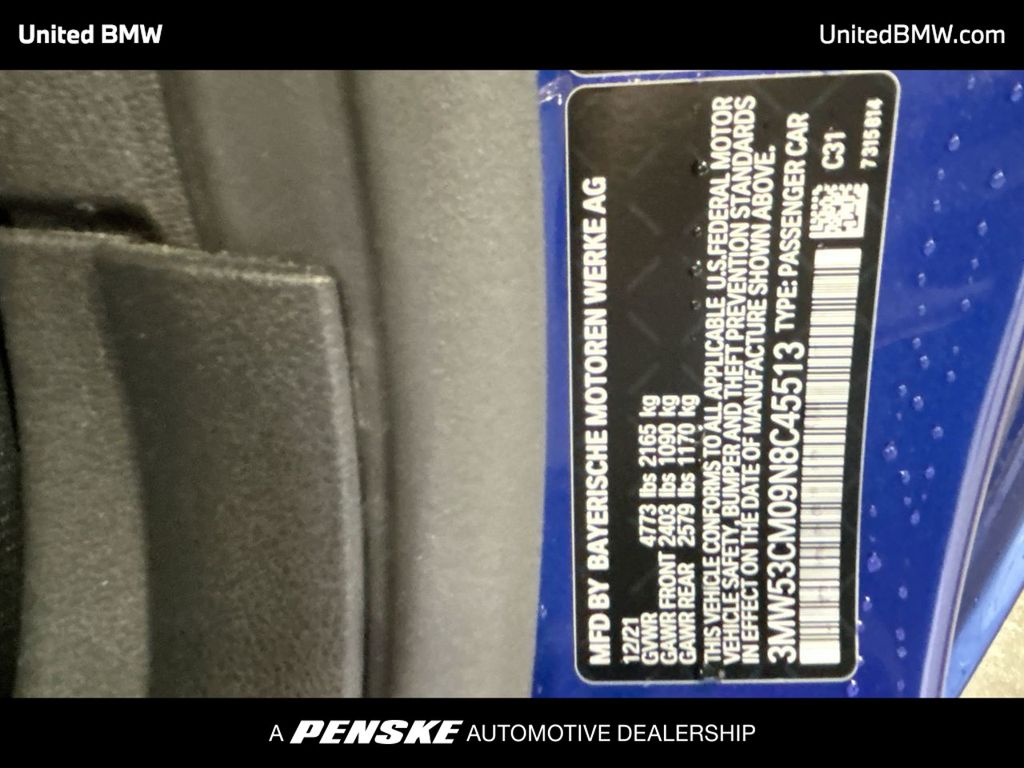 United BMW
UnitedBMW.com
MFD BY BAYERISCHE MOTOREN WERKE AG
12/21
GVWR 4773 lbs 2165 kg
GAWR FRONT 2403 lbs 1090 kg
GAWR REAR 2579 lbs 1170 kg
THIS VEHICLE CONFORMS TO ALL APPLICABLE U.S.FEDERAL MOTOR
VEHICLE SAFETY, BUMPER AND THEFT PREVENTION STANDARDS
IN EFFECT ON THE DATE OF MANUFACTURE SHOWN ABOVE.
3MW53CM09N8C45513 TYPE: PASSENGER CAR
C31
7315814
A PENSKE AUTOMOTIVE DEALERSHIP